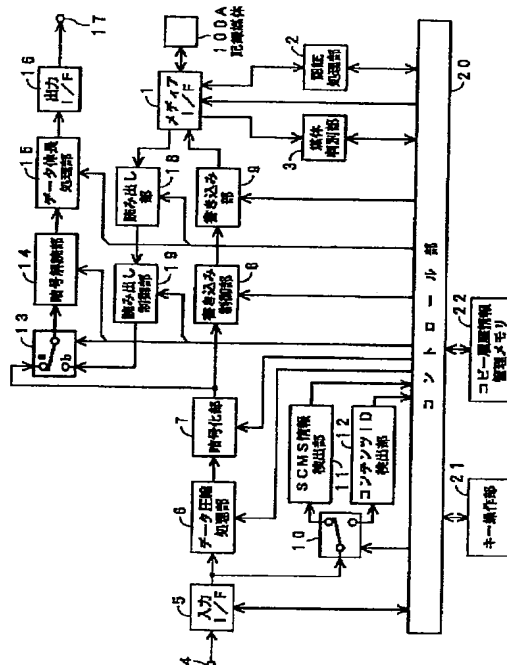 17
16
出力
I/F
15
データ伸長
処理部
14
暗号解読部
13
a
b
100A
記録媒体
1
メディア
I/F
2
認証
処理部
3
媒体
判別部
18
読み出し
部
19
読み出し
制御部
9
書き込み
部
8
書き込み
制御部
7
暗号化部
6
データ圧縮
処理部
5
入力
I/F
4
10
11
SCMS情報
検出部
12
コンテンツID
検出部
20
コントロール部
21
キー操作部
22
コピー履歴情報
管理メモリ